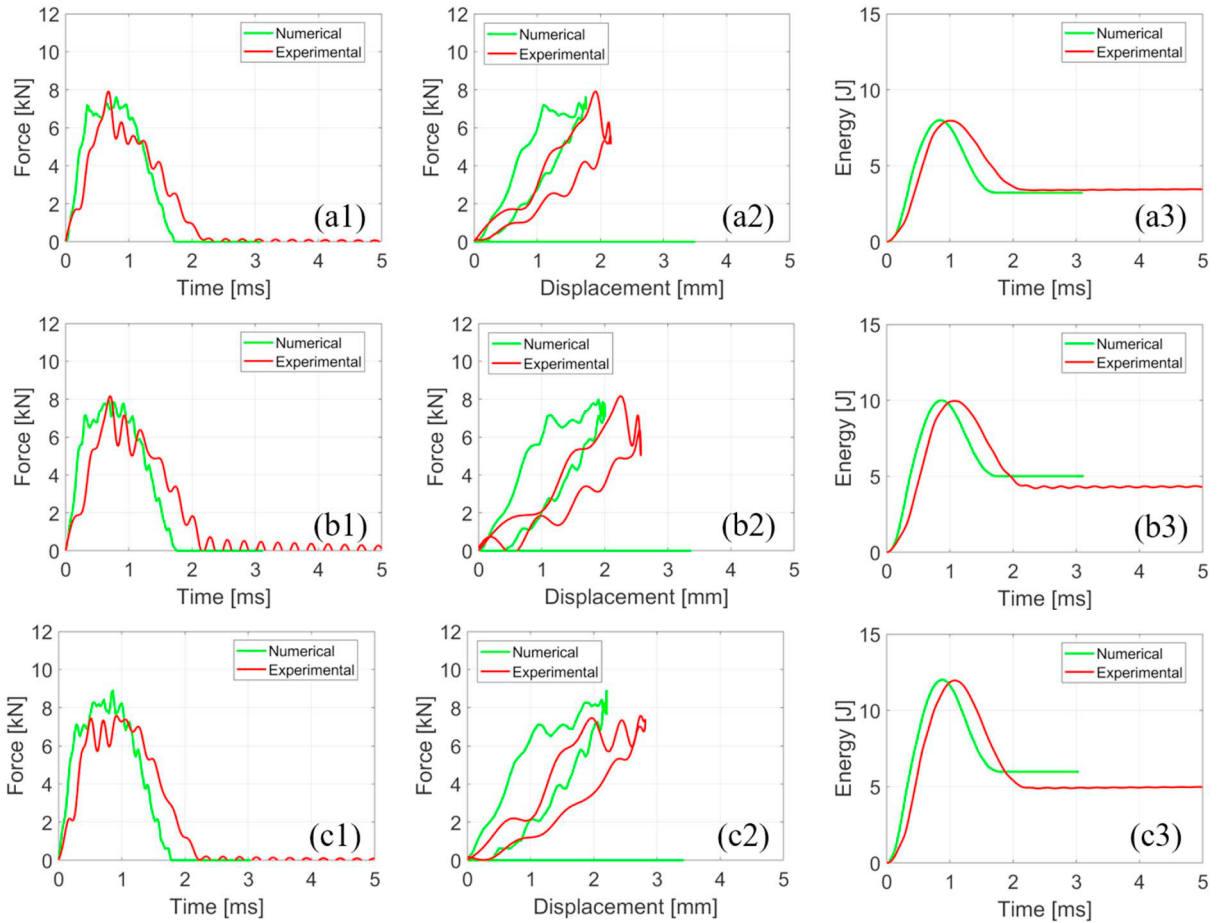 12
10
8
6
4
2
0
Force [kN]
Numerical
Experimental
(a1)
0 1 2 3 4 5
Time [ms]
12
10
8
6
4
2
0
Force [kN]
Numerical
Experimental
(a2)
0 1 2 3 4 5
Displacement [mm]
15
10
5
0
Energy [J]
Numerical
Experimental
(a3)
0 1 2 3 4 5
Time [ms]
12
10
8
6
4
2
0
Force [kN]
Numerical
Experimental
(b1)
0 1 2 3 4 5
Time [ms]
12
10
8
6
4
2
0
Force [kN]
Numerical
Experimental
(b2)
0 1 2 3 4 5
Displacement [mm]
15
10
5
0
Energy [J]
Numerical
Experimental
(b3)
0 1 2 3 4 5
Time [ms]
12
10
8
6
4
2
0
Force [kN]
Numerical
Experimental
(c1)
0 1 2 3 4 5
Time [ms]
12
10
8
6
4
2
0
Force [kN]
Numerical
Experimental
(c2)
0 1 2 3 4 5
Displacement [mm]
15
10
5
0
Energy [J]
Numerical
Experimental
(c3)
0 1 2 3 4 5
Time [ms]